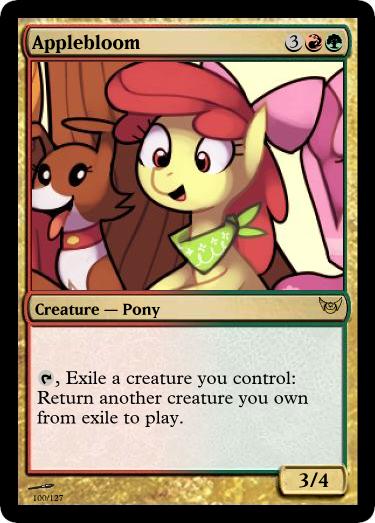 Applebloom 3
Creature — Pony
, Exile a creature you control:
Return another creature you own
from exile to play.
3/4
100/127